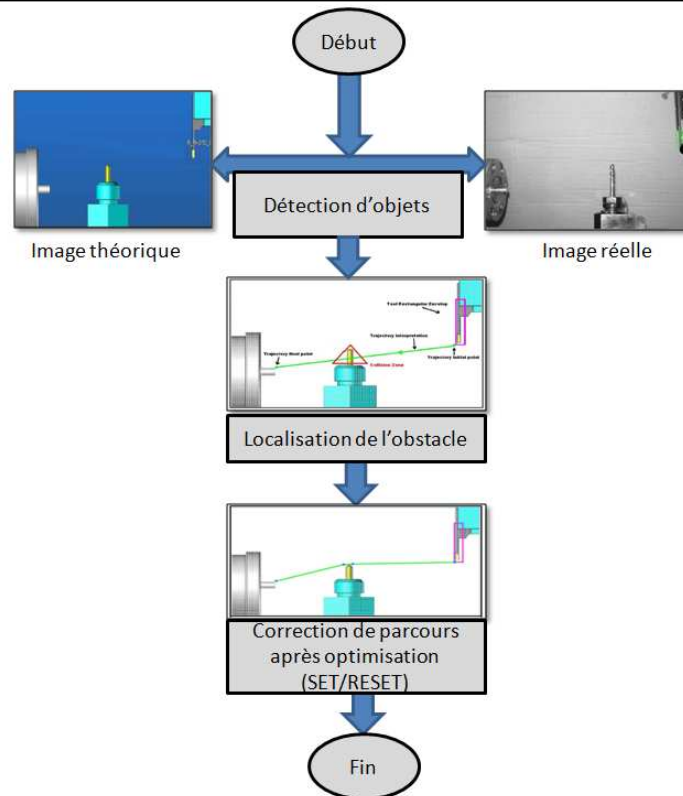 Début
Détection d'objets
Image théorique
Image réelle
Tool Rectangular Envelop
Trajectory interpretation
Trajectory final point
Trajectory initial point
Collision Zone
Localisation de l'obstacle
Correction de parcours
après optimisation
(SET/RESET)
Fin